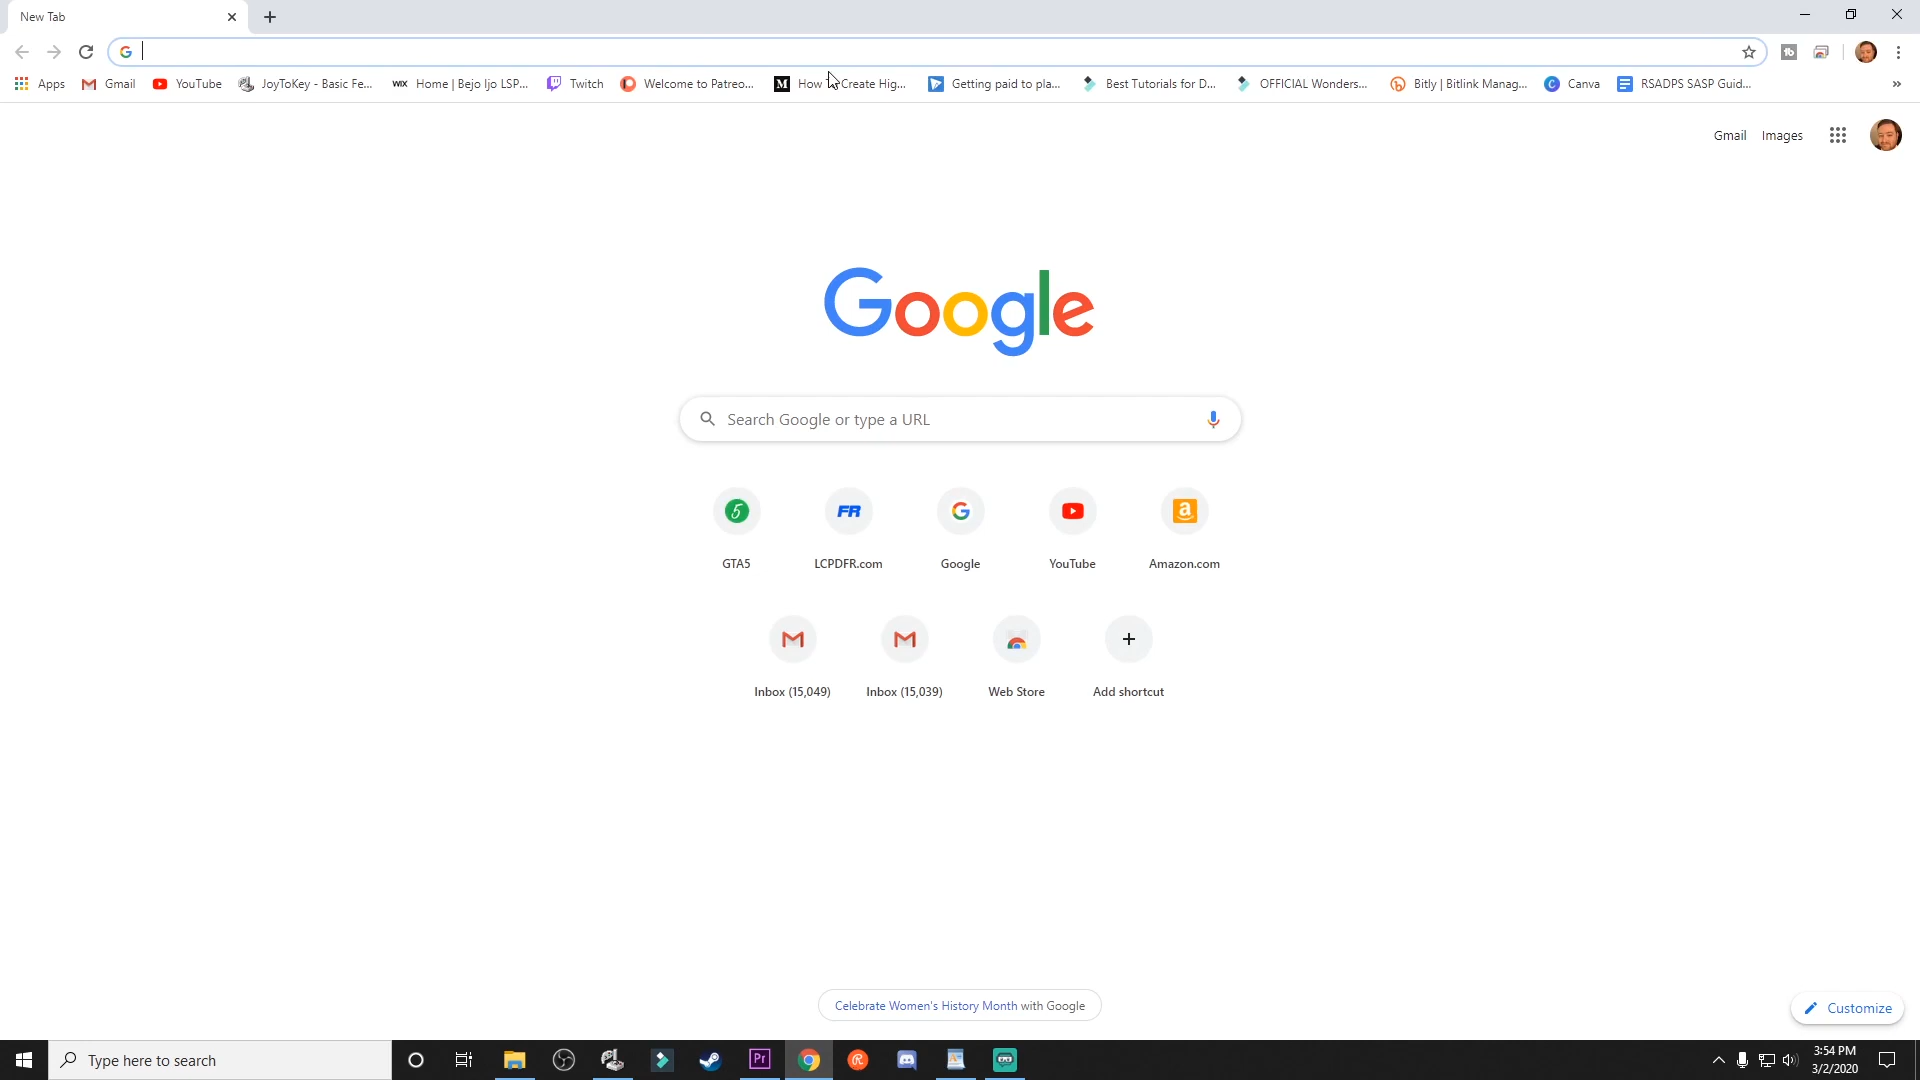 New Tab
Apps Gmail YouTube JoyToKey - Basic Fe... WIX Home | Bejo Ijo LSP... Twitch Welcome to Patreo... M How Create Hig... Getting paid to pla... Best Tutorials for D... OFFICIAL Wonders... Bitly | Bitlink Manag... Canva RSADPS SASP Guid...
Gmail Images
Google
Search Google or type a URL
5 FR G a
GTA5 LCPDFR.com Google YouTube Amazon.com
Inbox (15,049) Inbox (15,039) Web Store Add shortcut
Celebrate Women's History Month with Google
Customize
Type here to search
Pr
3:54 PM
3/2/2020